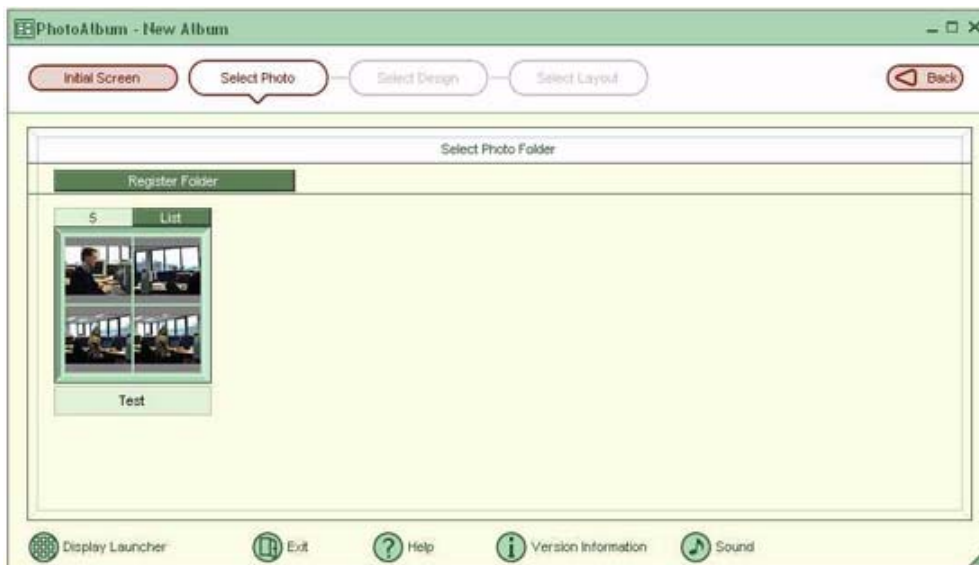 PhotoAlbum - New Album
Initial Screen
Select Photo
Select Design
Select Layout
Back
Select Photo Folder
Register Folder
5 List
Test
Display Launcher
Exit
Help
Version Information
Sound